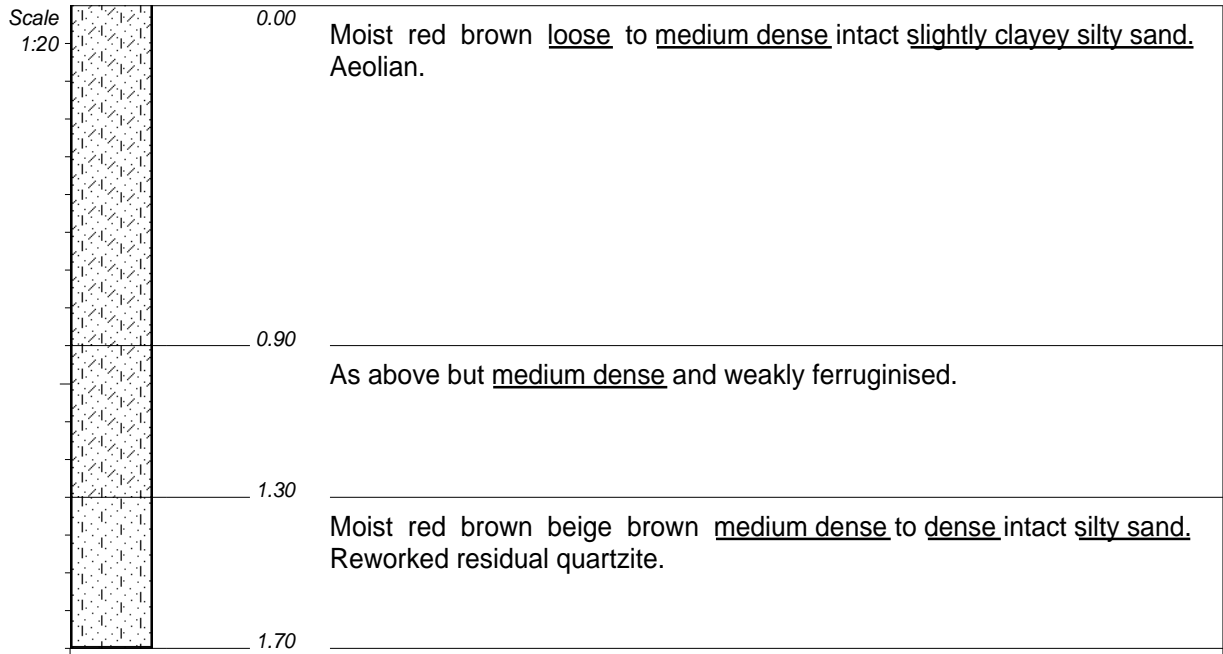 Scale
1:20
0.00
Moist red brown loose to medium dense intact slightly clayey silty sand.
Aeolian.
0.90
As above but medium dense and weakly ferruginised.
1.30
Moist red brown beige brown medium dense to dense intact silty sand.
Reworked residual quartzite.
1.70